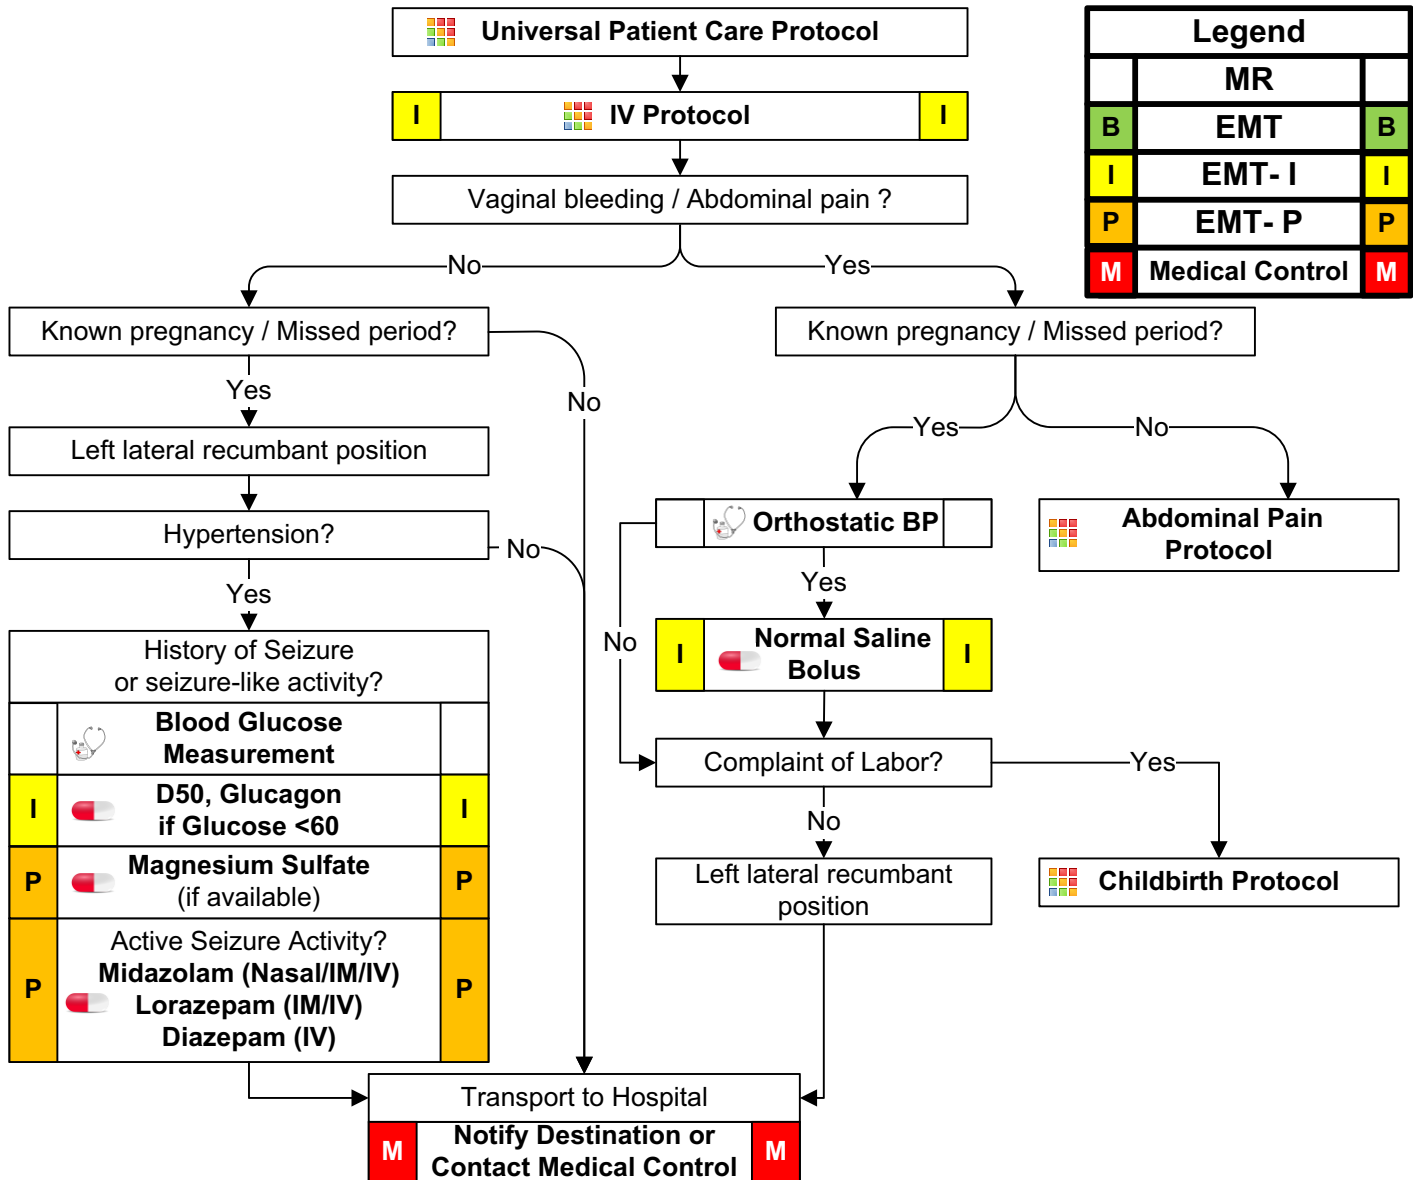 Universal Patient Care Protocol
I IV Protocol I
Vaginal bleeding / Abdominal pain ?
Legend
MR
B EMT B
I EMT- I I
P EMT- P P
M Medical Control M
No
Yes
Known pregnancy / Missed period?
Known pregnancy / Missed period?
Yes
No
Yes
No
Left lateral recumbant position
Hypertension?
No
Yes
Orthostatic BP
Abdominal Pain
Protocol
Yes
No
I Normal Saline I
Bolus
History of Seizure
or seizure-like activity?
Blood Glucose
Measurement
I D50, Glucagon I
if Glucose <60
P Magnesium Sulfate P
(if available)
Active Seizure Activity?
P Midazolam (Nasal/IM/IV) P
Lorazepam (IM/IV)
Diazepam (IV)
Complaint of Labor?
Yes
No
Left lateral recumbant
position
Childbirth Protocol
Transport to Hospital
M Notify Destination or M
Contact Medical Control